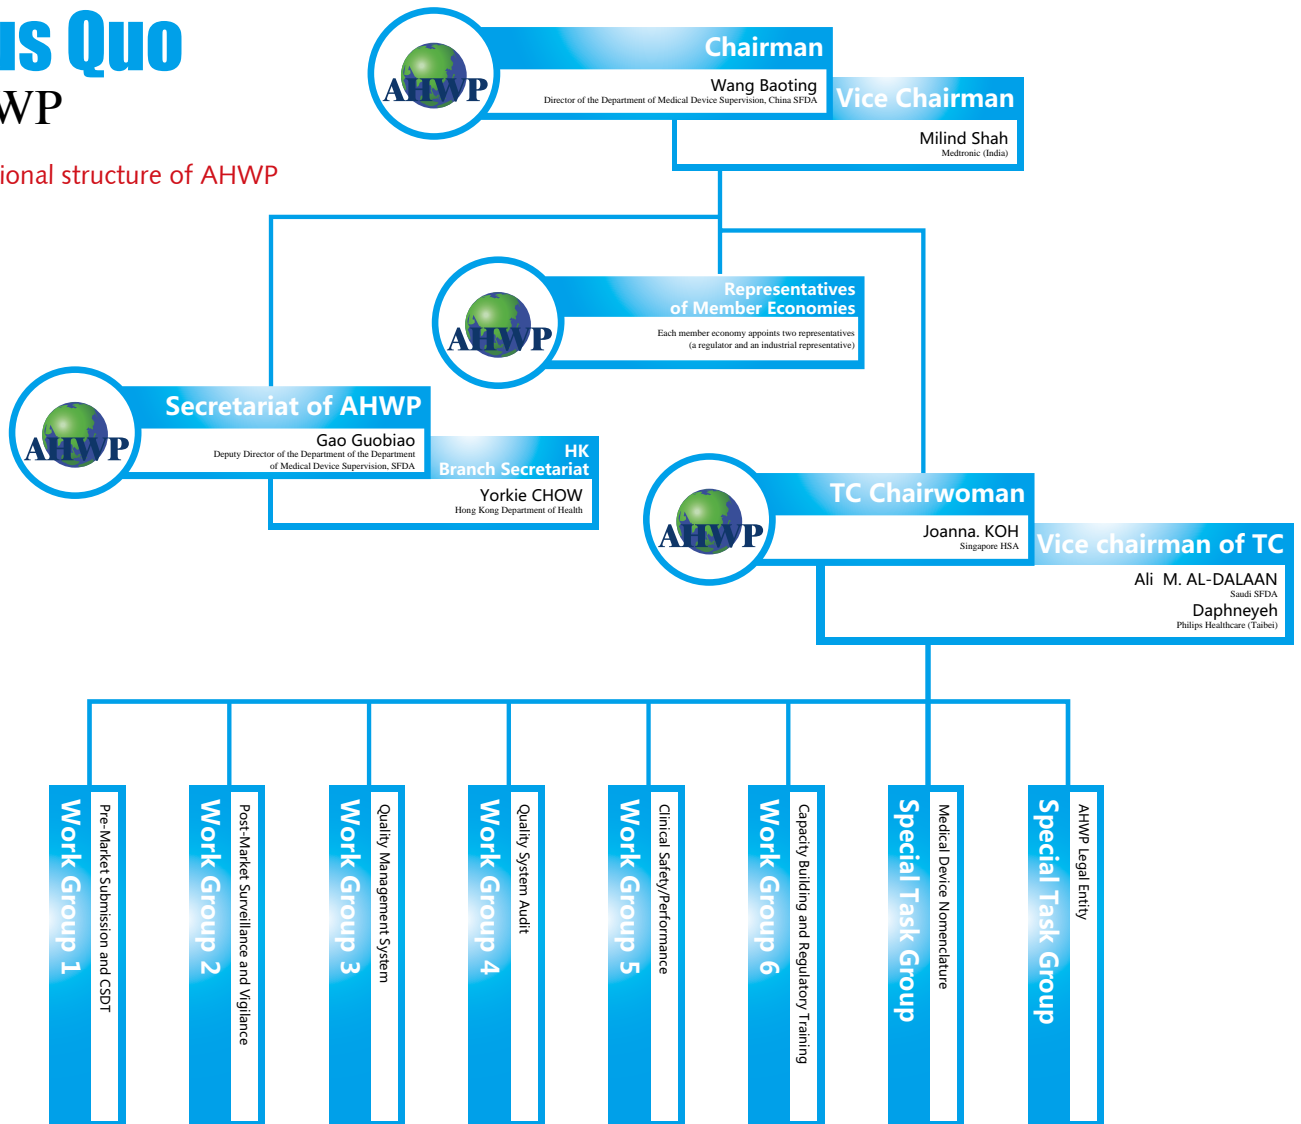 us Quo
WP
ional structure of AHWP
AHWP
Chairman
Wang Baoting
Director of the Department of Medical Device Supervision, China SFDA
Vice Chairman
Milind Shah
Medtronic (India)
AHWP
Representatives
of Member Economies
Each member economy appoints two representatives
(a regulator and an industrial representative)
AHWP
Secretariat of AHWP
Gao Guobiao
Deputy Director of the Department of the Department
of Medical Device Supervision, SFDA
HK
Branch Secretariat
Yorkie CHOW
Hong Kong Department of Health
AHWP
TC Chairwoman
Joanna. KOH
Singapore HSA
Vice chairman of TC
Ali M. AL-DALAAN
Saudi SFDA
Daphneyeh
Philips Healthcare (Taibei)
Work Group 1
Pre-Market Submission and CSDT
Work Group 2
Post-Market Surveillance and Vigilance
Work Group 3
Quality Management System
Work Group 4
Quality System Audit
Work Group 5
Clinical Safety/Performance
Work Group 6
Capacity Building and Regulatory Training
Special Task Group
Medical Device Nomenclature
Special Task Group
AHWP Legal Entity